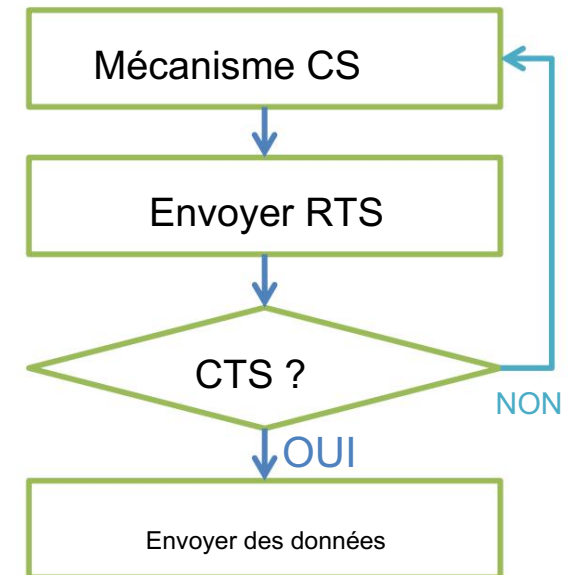 Mécanisme CS
Envoyer RTS
CTS ?
NON
OUI
Envoyer des données